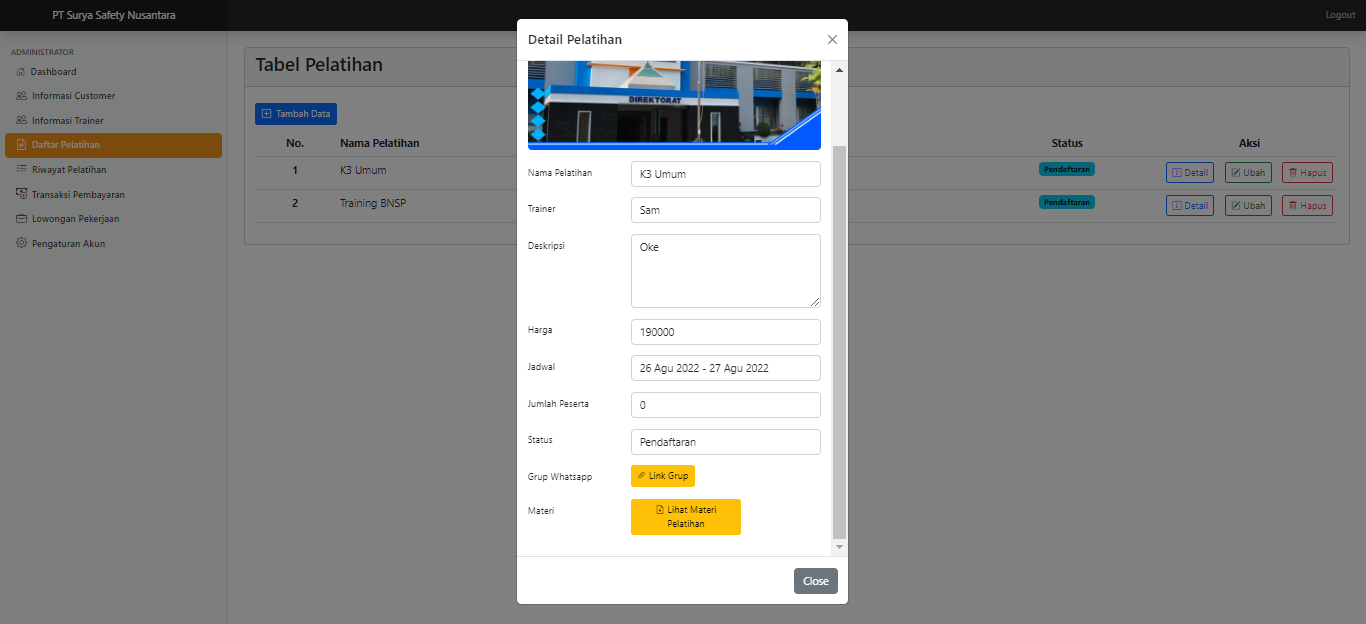 PT Surya Safety Nusantara
Logout
ADMINISTRATOR
Dashboard
Informasi Customer
Informasi Trainer
Daftar Pelatihan
Riwayat Pelatihan
Transaksi Pembayaran
Lowongan Pekerjaan
Pengaturan Akun
Tabel Pelatihan
Tambah Data
No. Nama Pelatihan Status Aksi
1 K3 Umum Pendaftaran Detail Ubah Hapus
2 Training BNSP Pendaftaran Detail Ubah Hapus
Detail Pelatihan
DIREKTORAT
Nama Pelatihan K3 Umum
Trainer Sam
Deskripsi Oke
Harga 190000
Jadwal 26 Agu 2022 - 27 Agu 2022
Jumlah Peserta 0
Status Pendaftaran
Grup Whatsapp Link Grup
Materi Lihat Materi
Pelatihan
Close